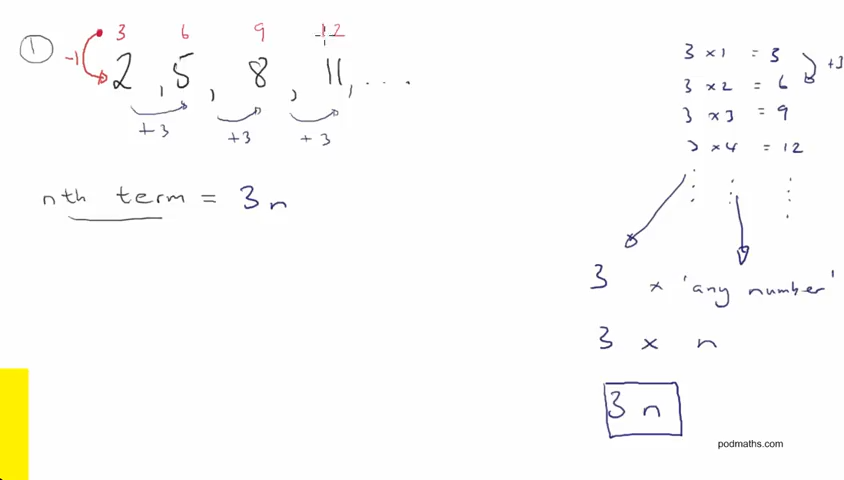 ① 3 6 9 12
-1 2 , 5 , 8 , 11 , ...
+3 +3 +3
nth term = 3n
3 × 1 = 3
+3
3 × 2 = 6
3 × 3 = 9
3 × 4 = 12
3 × 'any number'
3 × n
3 n
podmaths.com